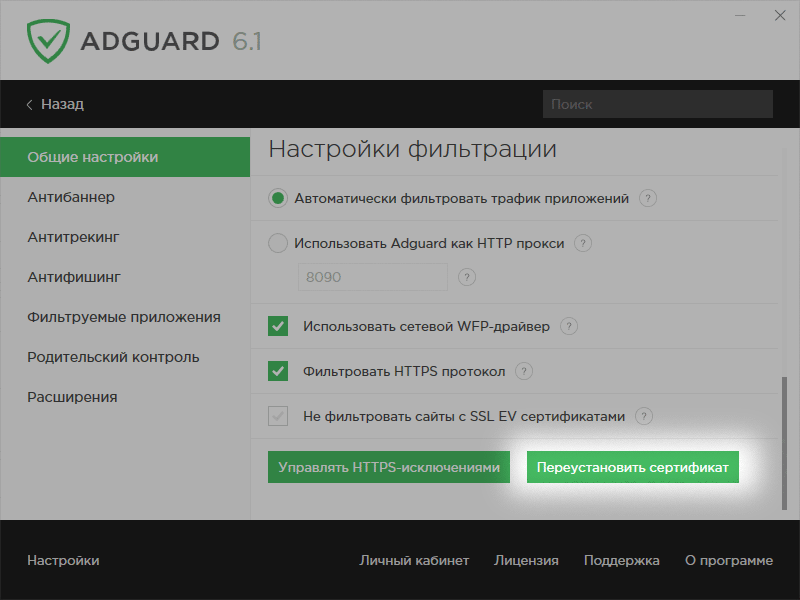 ADGUARD 6.1
Назад
Поиск
Общие настройки
Антибаннер
Антитрекинг
Антифишинг
Фильтруемые приложения
Родительский контроль
Расширения
Настройки фильтрации
Автоматически фильтровать трафик приложений ?
Использовать Adguard как HTTP прокси ?
8090 ?
Использовать сетевой WFP-драйвер ?
Фильтровать HTTPS протокол ?
Не фильтровать сайты с SSL EV сертификатами ?
Управлять HTTPS-исключениями Переустановить сертификат
Настройки Личный кабинет Лицензия Поддержка О программе